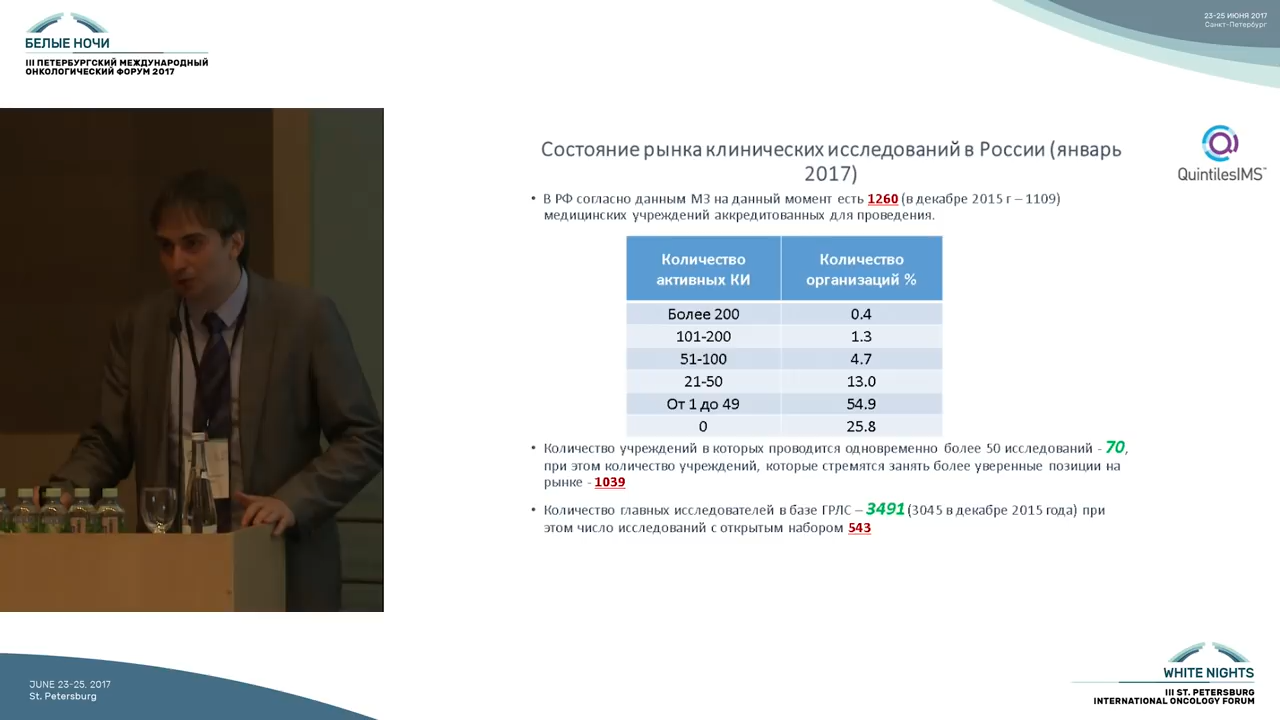 БЕЛЫЕ НОЧИ
III ПЕТЕРБУРГСКИЙ МЕЖДУНАРОДНЫЙ
ОНКОЛОГИЧЕСКИЙ ФОРУМ 2017
23-25 ИЮНЯ 2017
Санкт-Петербург
QuintilesIMS™
Состояние рынка клинических исследований в России (январь
2017)
• В РФ согласно данным МЗ на данный момент есть 1260 (в декабре 2015 г – 1109)
медицинских учреждений аккредитованных для проведения.
Количество активных КИ Количество организаций %
Более 200 0.4
101-200 1.3
51-100 4.7
21-50 13.0
От 1 до 49 54.9
0 25.8
• Количество учреждений в которых проводится одновременно более 50 исследований - 70,
при этом количество учреждений, которые стремятся занять более уверенные позиции на
рынке - 1039
• Количество главных исследователей в базе ГРЛС – 3491 (3045 в декабре 2015 года) при
этом число исследований с открытым набором 543
JUNE 23-25, 2017
St. Petersburg
WHITE NIGHTS
III ST. PETERSBURG
INTERNATIONAL ONCOLOGY FORUM